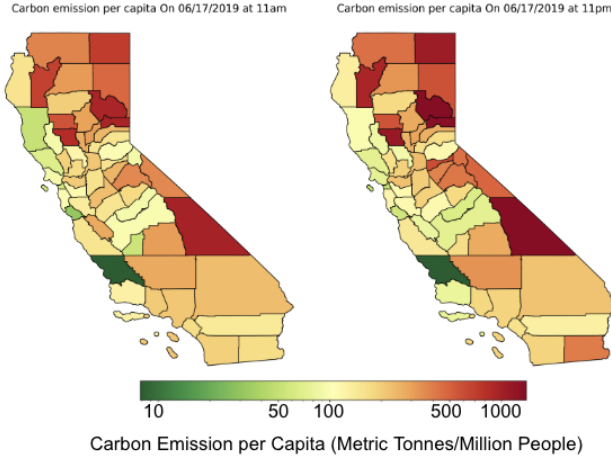 Carbon emission per capita On 06/17/2019 at 11am
Carbon emission per capita On 06/17/2019 at 11pm
10 50 100 500 1000
Carbon Emission per Capita (Metric Tonnes/Million People)